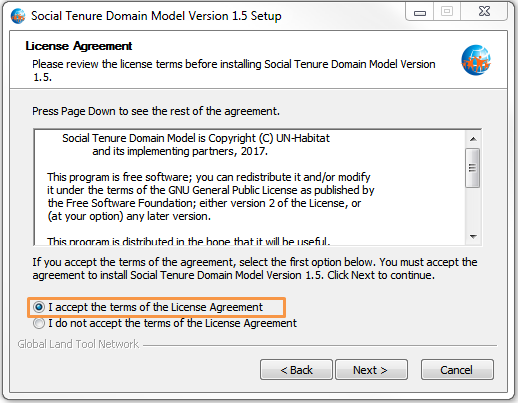 Social Tenure Domain Model Version 1.5 Setup
License Agreement
Please review the license terms before installing Social Tenure Domain Model Version
1.5.
Press Page Down to see the rest of the agreement.
Social Tenure Domain Model is Copyright (C) UN-Habitat
and its implementing partners, 2017.
This program is free software; you can redistribute it and/or modify
it under the terms of the GNU General Public License as published by
the Free Software Foundation; either version 2 of the License, or
(at your option) any later version.
This program is distributed in the hope that it will be useful,
If you accept the terms of the agreement, select the first option below. You must accept the
agreement to install Social Tenure Domain Model Version 1.5. Click Next to continue.
I accept the terms of the License Agreement
I do not accept the terms of the License Agreement
Global Land Tool Network
< Back Next > Cancel